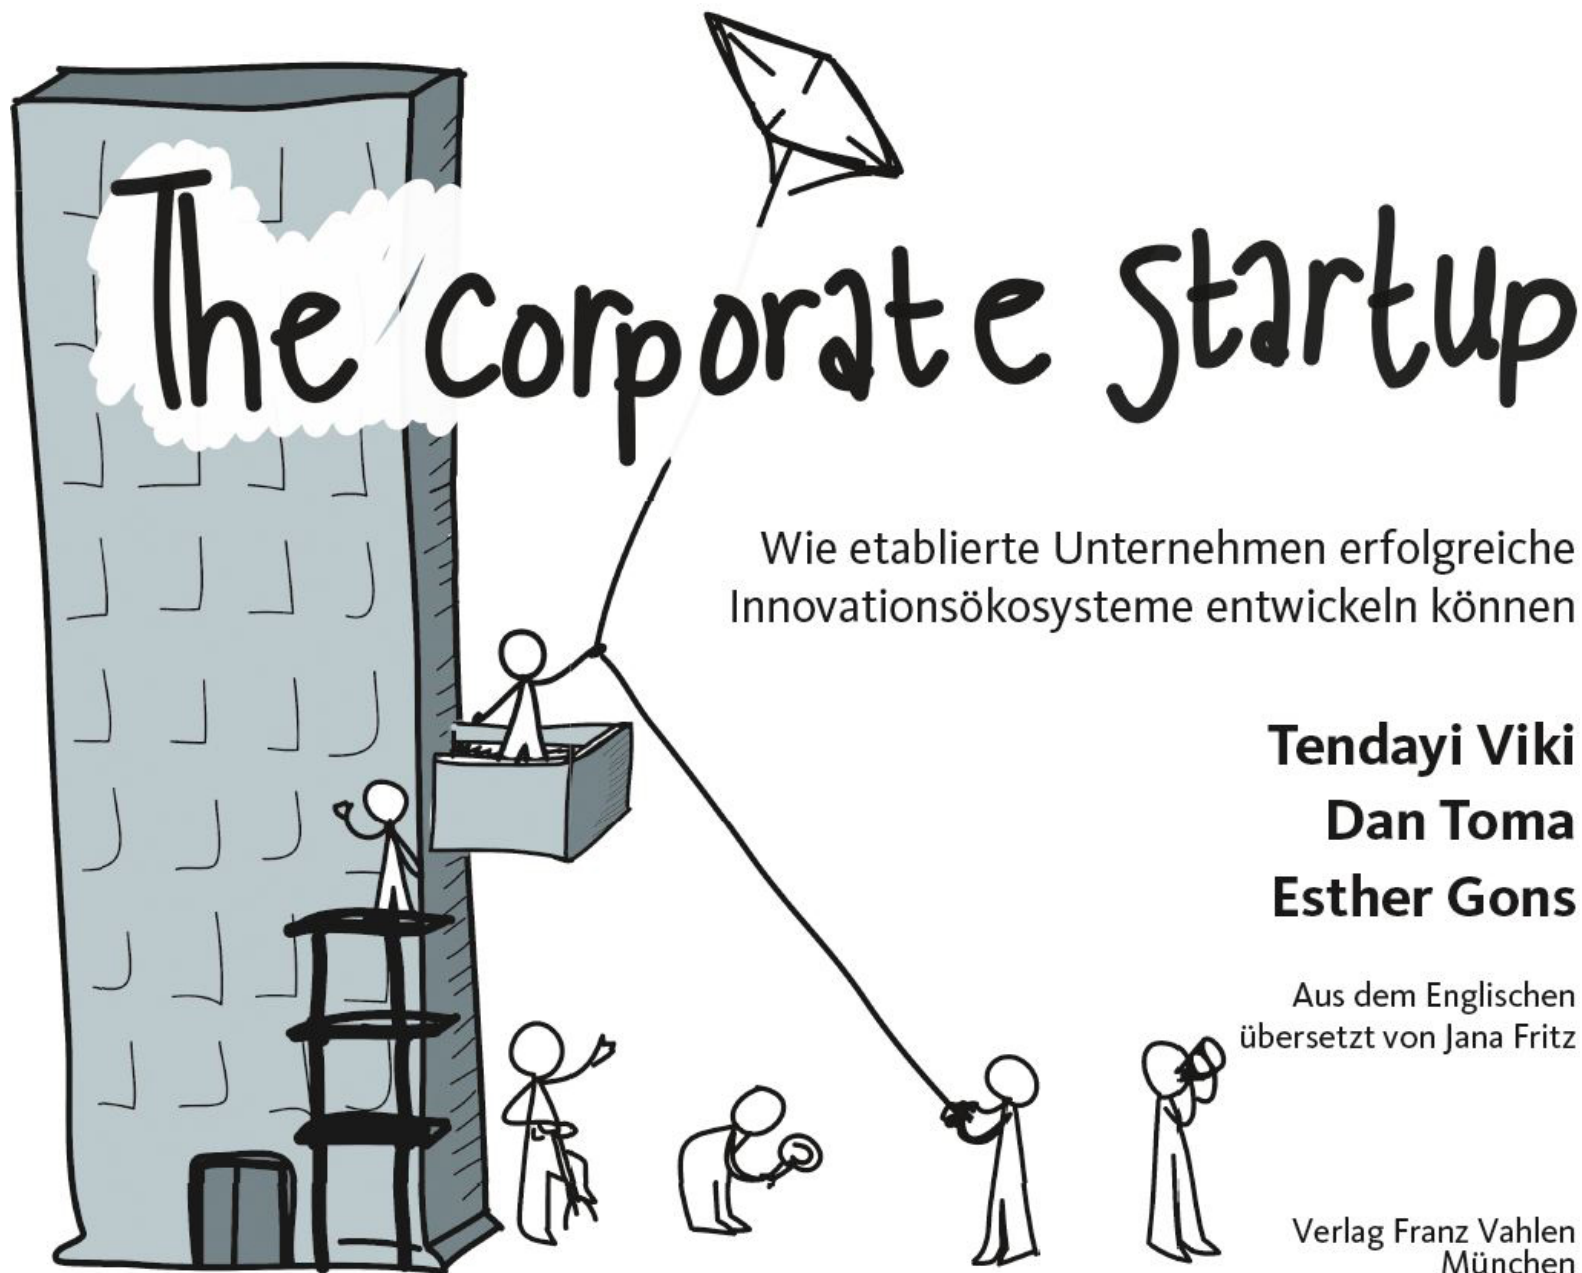 The corporate startup
Wie etablierte Unternehmen erfolgreiche
Innovationsökosysteme entwickeln können
Tendayi Viki
Dan Toma
Esther Gons
Aus dem Englischen
übersetzt von Jana Fritz
Verlag Franz Vahlen
München